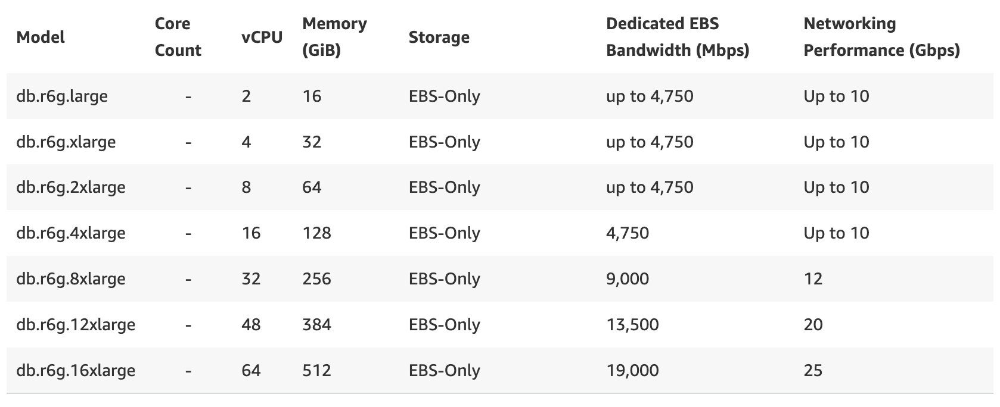 Model Core Count vCPU Memory (GiB) Storage Dedicated EBS Bandwidth (Mbps) Networking Performance (Gbps)
db.r6g.large - 2 16 EBS-Only up to 4,750 Up to 10
db.r6g.xlarge - 4 32 EBS-Only up to 4,750 Up to 10
db.r6g.2xlarge - 8 64 EBS-Only up to 4,750 Up to 10
db.r6g.4xlarge - 16 128 EBS-Only 4,750 Up to 10
db.r6g.8xlarge - 32 256 EBS-Only 9,000 12
db.r6g.12xlarge - 48 384 EBS-Only 13,500 20
db.r6g.16xlarge - 64 512 EBS-Only 19,000 25